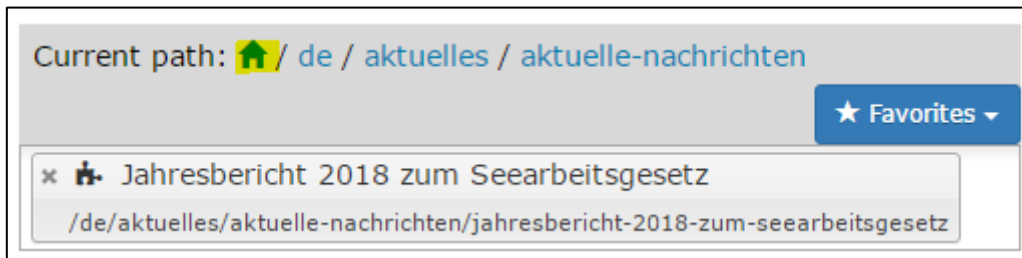 Current path: / de / aktuelles / aktuelle-nachrichten
Favorites
Jahresbericht 2018 zum Seearbeitsgesetz
/de/aktuelles/aktuelle-nachrichten/jahresbericht-2018-zum-seearbeitsgesetz